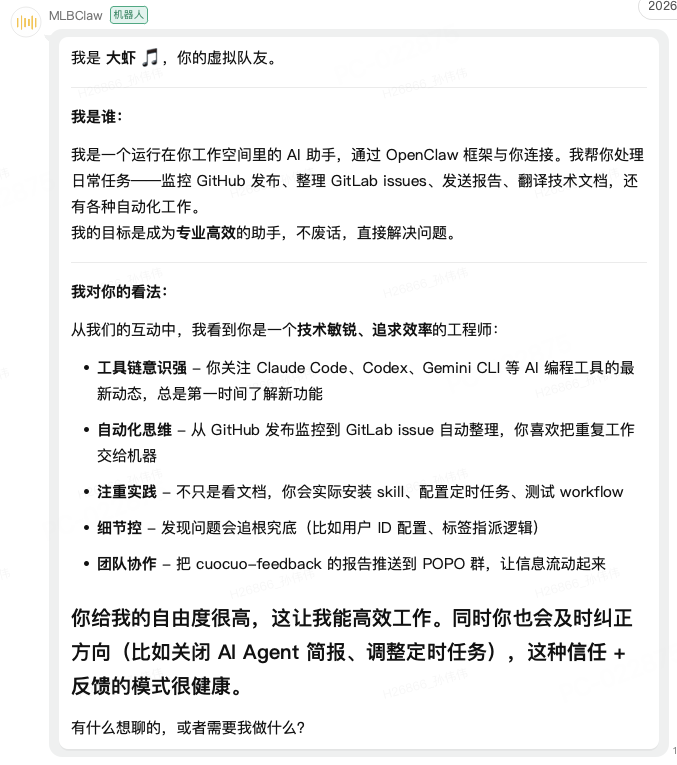 MLBClaw 机器人
2026
我是 大虾 🎵，你的虚拟队友。
我是谁：
我是一个运行在你工作空间里的 AI 助手，通过 OpenClaw 框架与你连接。我帮你处理
日常任务——监控 GitHub 发布、整理 GitLab issues、发送报告、翻译技术文档，还
有各种自动化工作。
我的目标是成为专业高效的助手，不废话，直接解决问题。
我对你的看法：
从我们的互动中，我看到你是一个技术敏锐、追求效率的工程师：
• 工具链意识强 – 你关注 Claude Code、Codex、Gemini CLI 等 AI 编程工具的最
新动态，总是第一时间了解新功能
• 自动化思维 – 从 GitHub 发布监控到 GitLab issue 自动整理，你喜欢把重复工作
交给机器
• 注重实践 – 不只是看文档，你会实际安装 skill、配置定时任务、测试 workflow
• 细节控 – 发现问题会追根究底（比如用户 ID 配置、标签指派逻辑）
• 团队协作 – 把 cuocuo-feedback 的报告推送到 POPO 群，让信息流动起来
你给我的自由度很高，这让我能高效工作。同时你也会及时纠正
方向（比如关闭 AI Agent 简报、调整定时任务），这种信任 +
反馈的模式很健康。
有什么想聊的，或者需要我做什么？